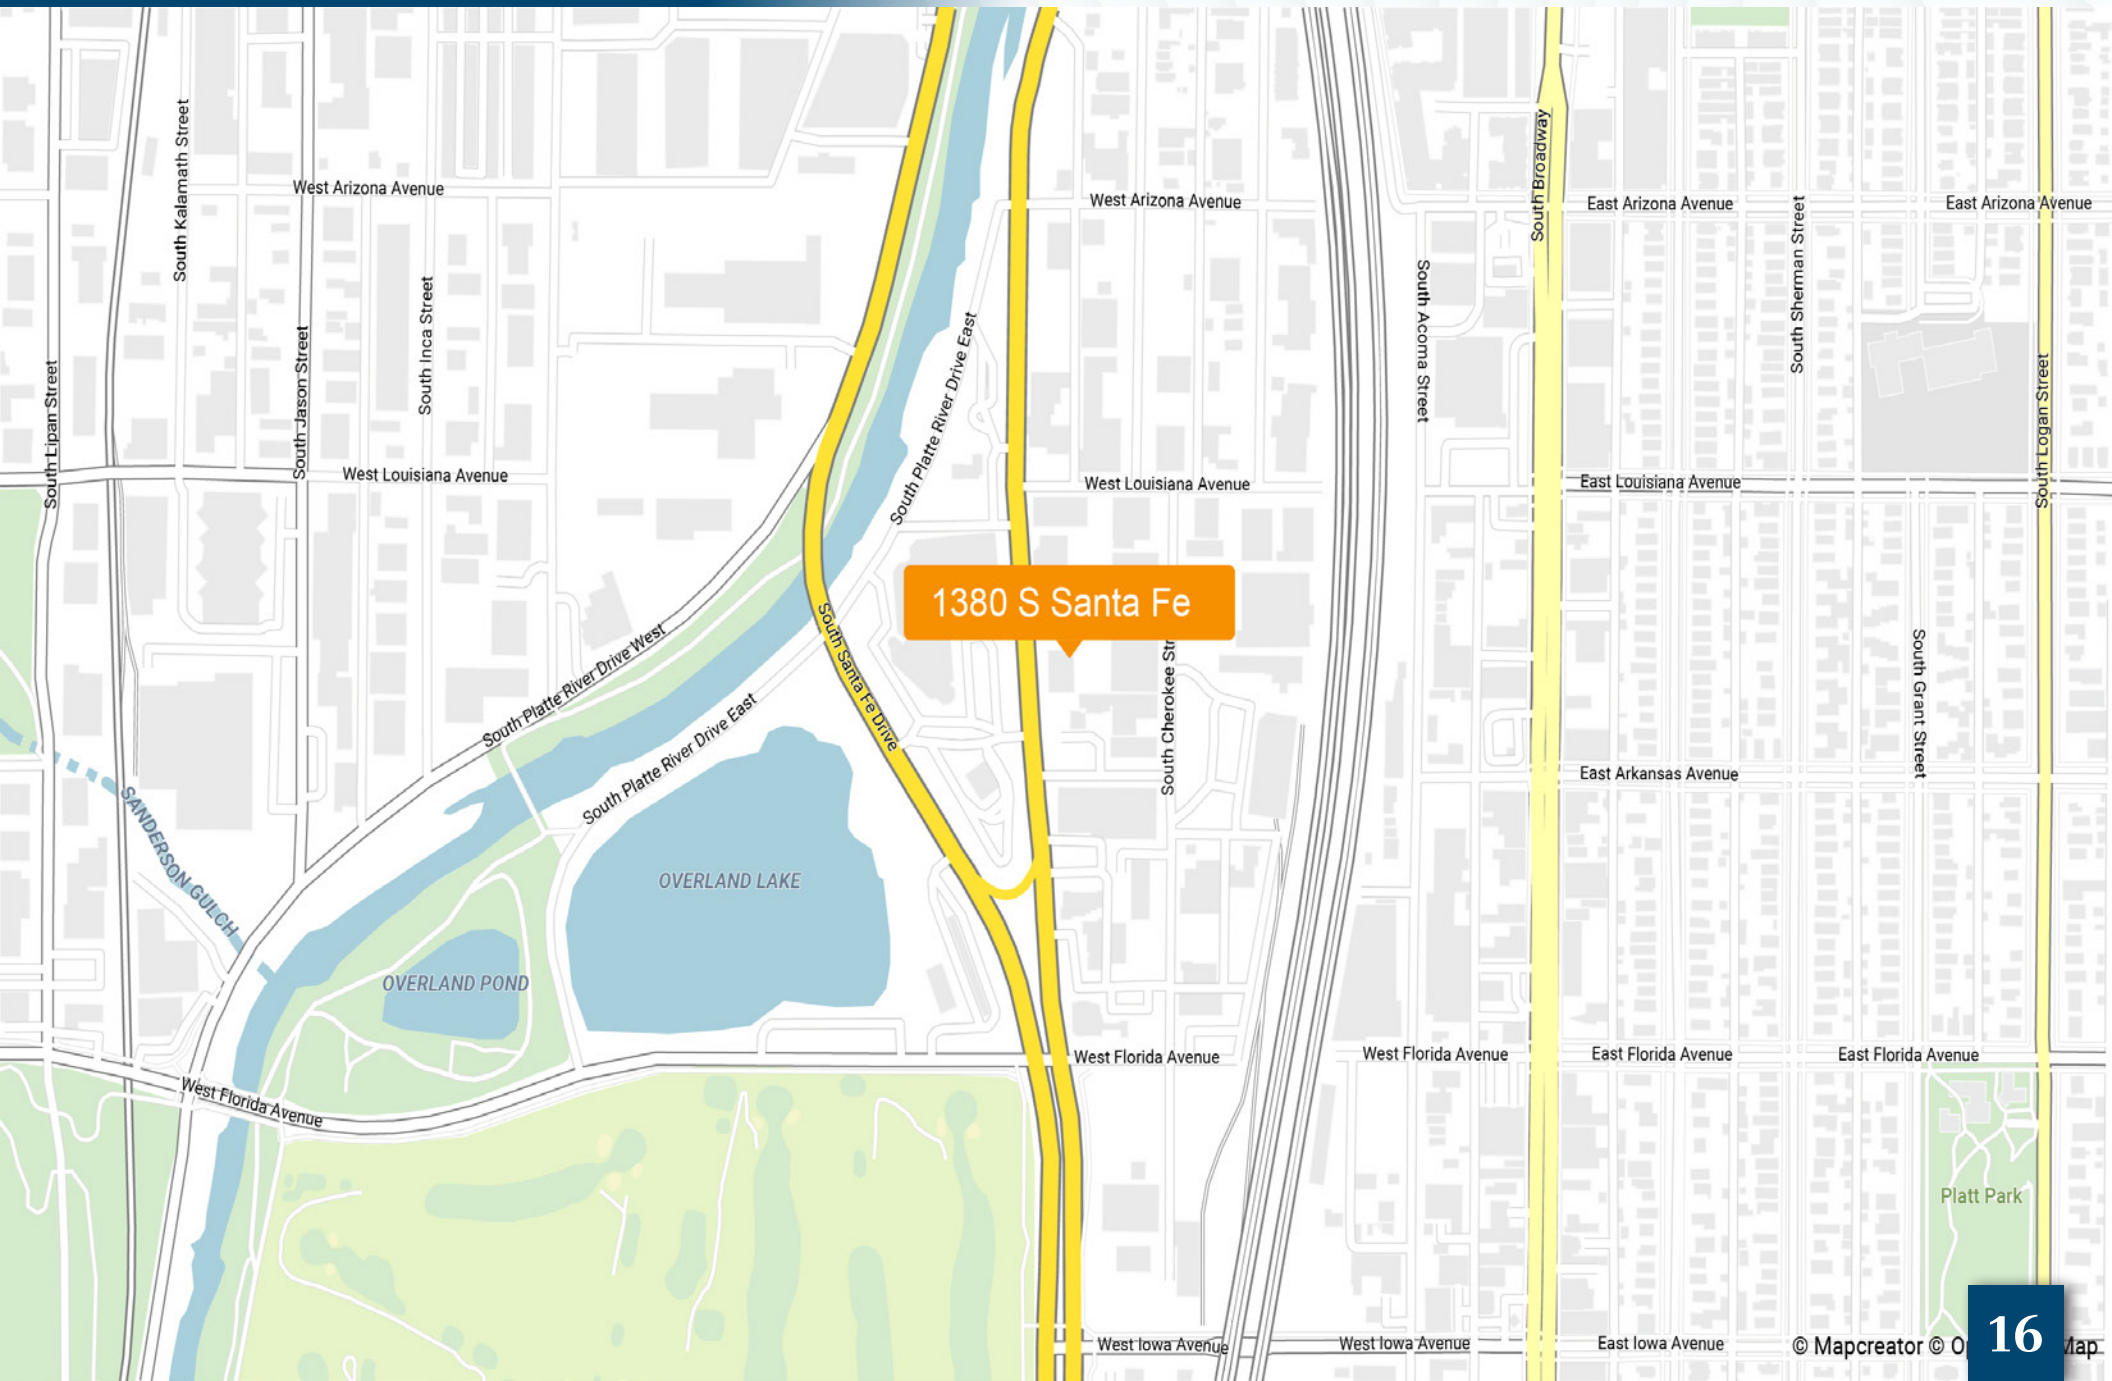 South Kalamath Street
South Broadway
West Arizona Avenue
West Arizona Avenue
East Arizona Avenue
East Arizona Avenue
South Sherman Street
South Inca Street
South Acoma Street
South Jason Street
South Lipan Street
South Platte River Drive East
South Logan Street
West Louisiana Avenue
West Louisiana Avenue
East Louisiana Avenue
1380 S Santa Fe
South Santa Fe Drive
South Platte River Drive West
South Cherokee Str
South Grant Street
South Platte River Drive East
East Arkansas Avenue
SANDERSON GULCH
OVERLAND LAKE
OVERLAND POND
West Florida Avenue
West Florida Avenue
East Florida Avenue
East Florida Avenue
West Florida Avenue
Platt Park
West Iowa Avenue
West Iowa Avenue
East Iowa Avenue
© Mapcreator © Op Map
16